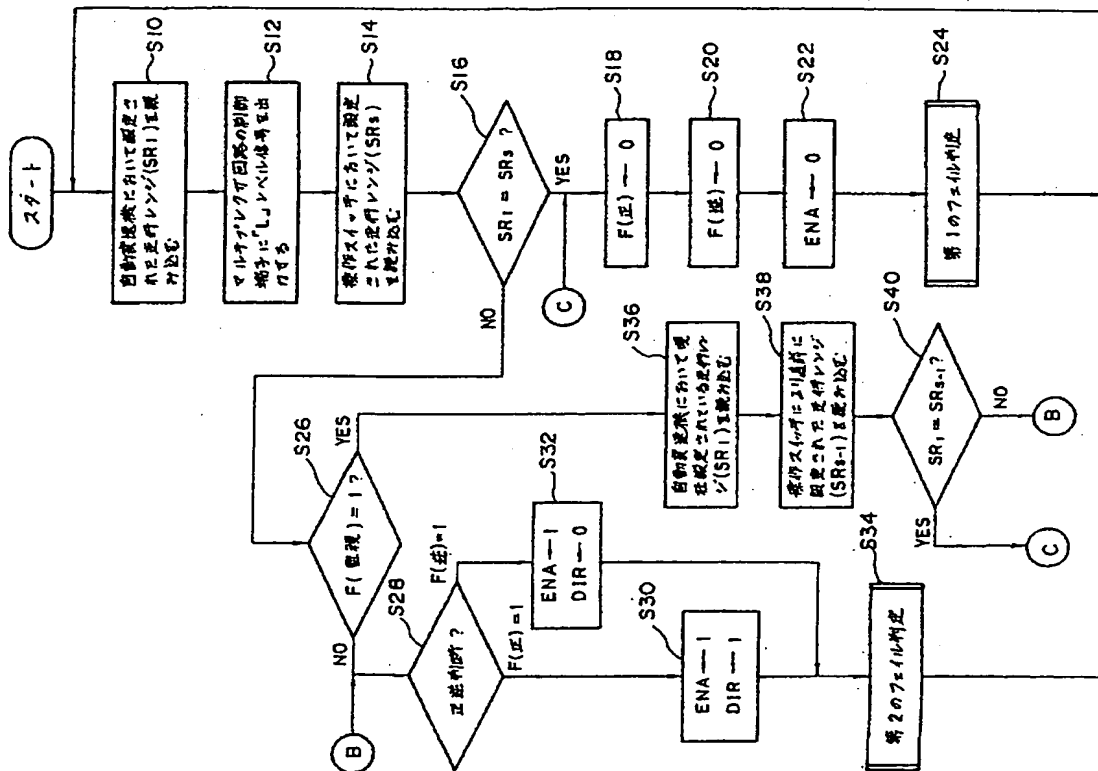 スタート
S10
自動変速機において設定さ
れた走行レンジ(SRI)を読
み込む
S12
マルチプレクサ回路の制御
端子に「L」レベル信号を出
力する
S14
操作スイッチにおいて設定
された走行レンジ(SRs)
を読み込む
S16
SRI = SRs ?
NO
YES
C
S18
F(正) — 0
S20
F(逆) — 0
S22
ENA — 0
S24
第1のフェイル判定
S26
F(監視) = 1 ?
YES
NO
B
S28
正逆判断?
F(逆)=1
F(正)=1
S32
ENA — 1
DIR — 0
S30
ENA — 1
DIR — 1
S34
第2のフェイル判定
S36
自動変速機において現
在設定されている走行レン
ジ(SRI)を読み込む
S38
操作スイッチにより直前に
設定された走行レンジ
(SRs-1)を読み込む
S40
SRI = SRs-1 ?
YES
NO
C
B